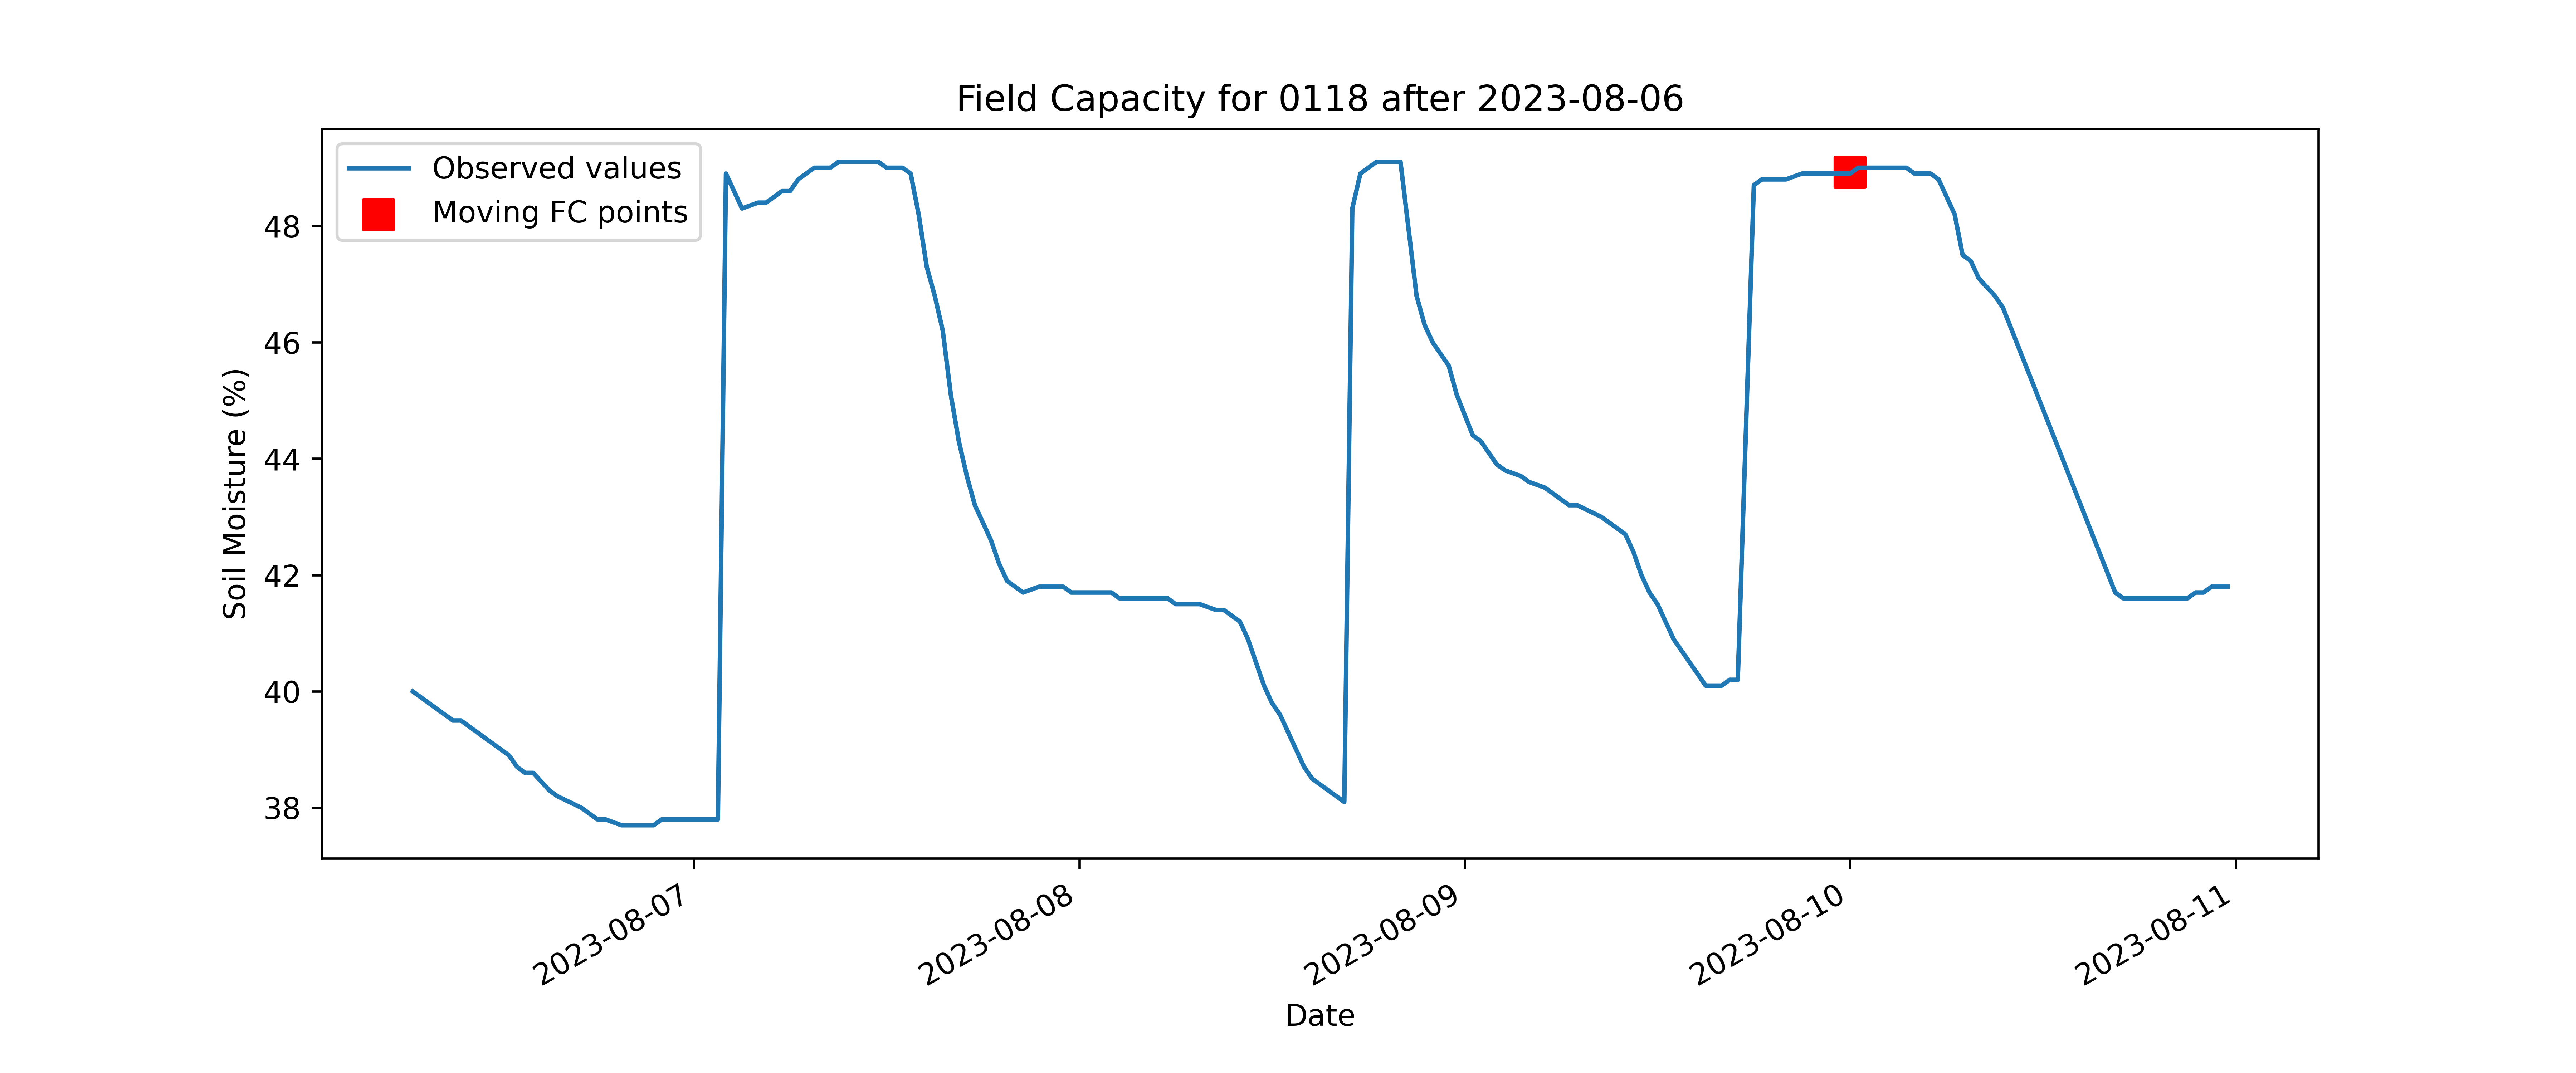 Field Capacity for 0118 after 2023-08-06
Observed values
Moving FC points
Soil Moisture (%)
48
46
44
42
40
38
2023-08-07
2023-08-08
2023-08-09
2023-08-10
2023-08-11
Date